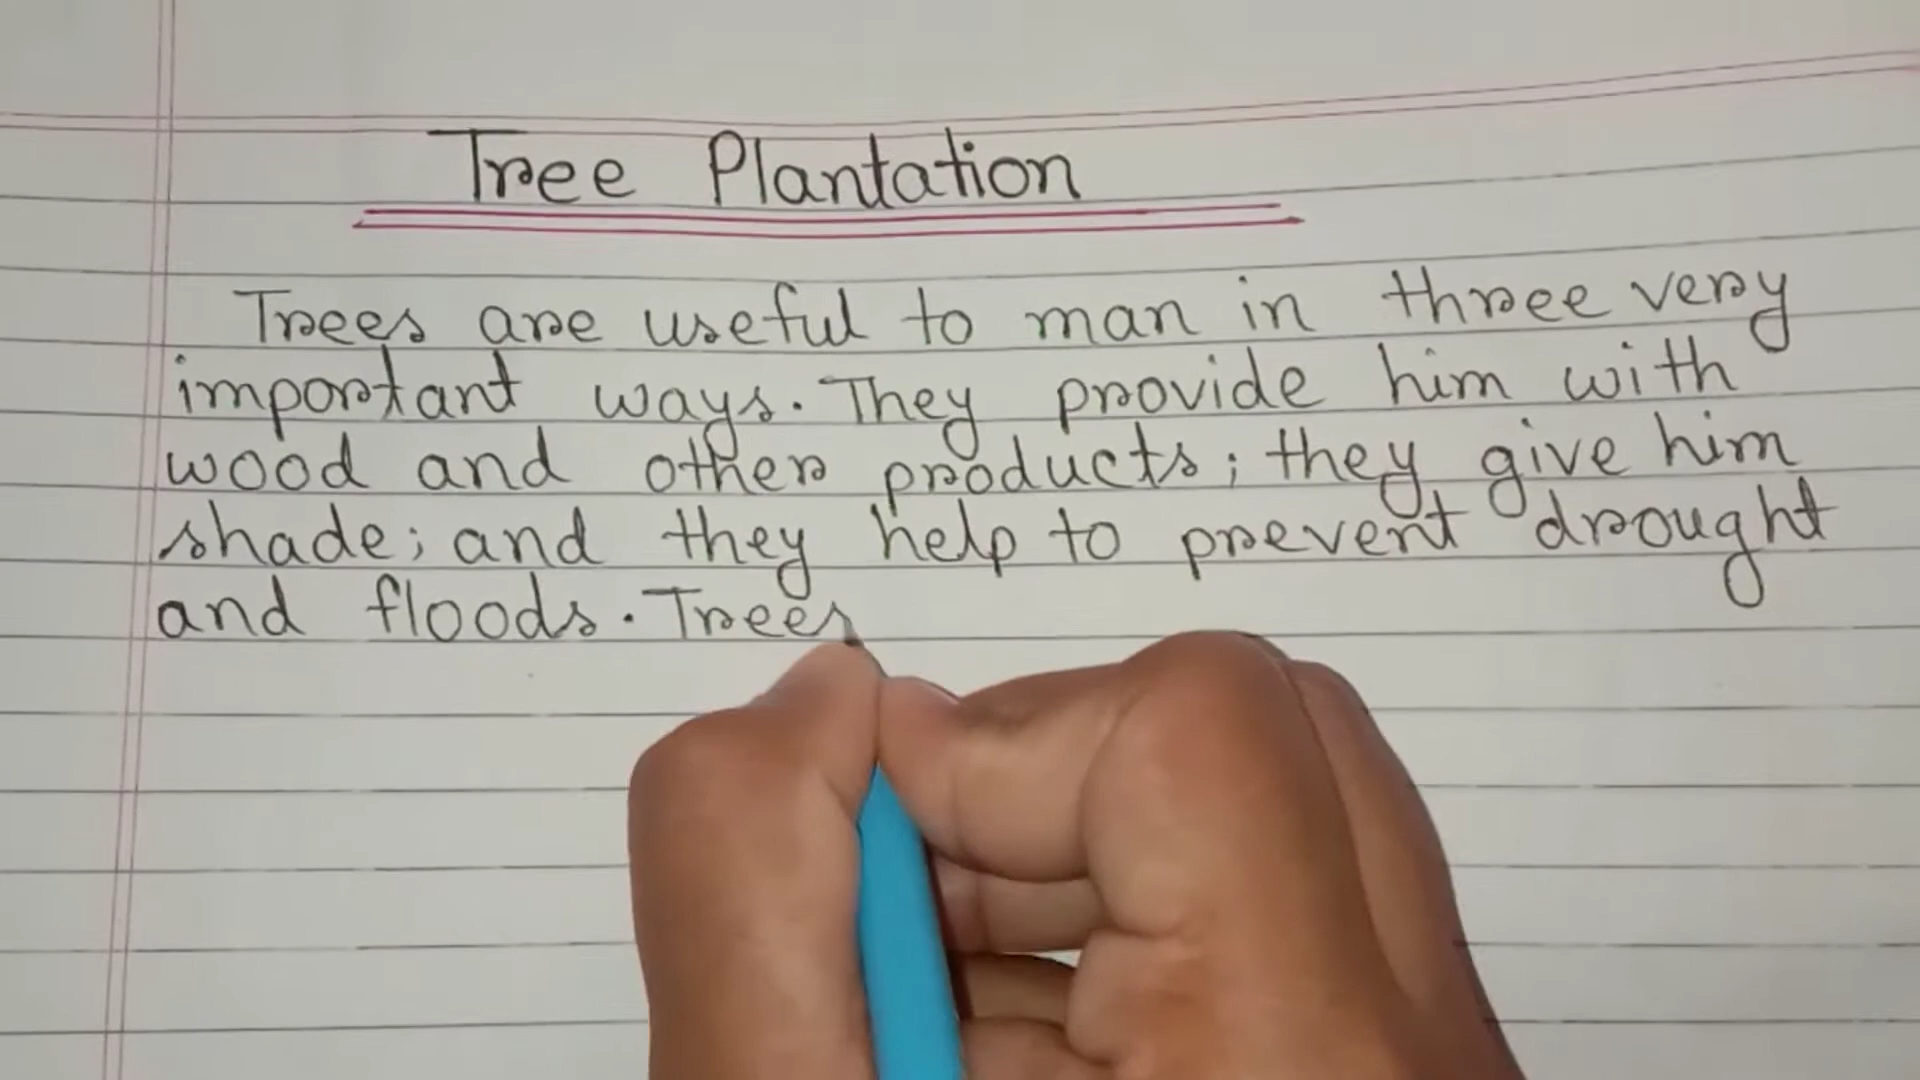 Tree Plantation
Trees are useful to man in three very
important ways. They provide him with
wood and other products; they give him
shade; and they help to prevent drought
and floods. Trees